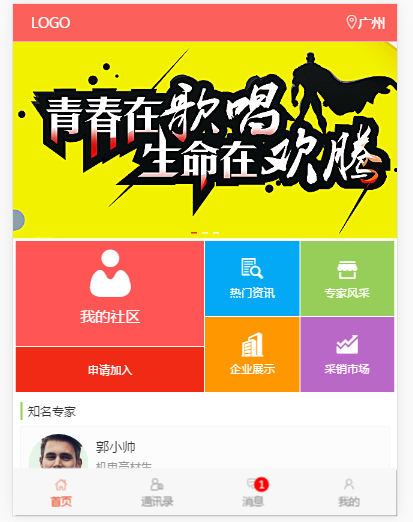 LOGO
广州
青春在歌唱
生命在欢腾
我的社区
热门资讯
专家风采
申请加入
企业展示
采销市场
知名专家
郭小帅
机电高材生
首页
通讯录
1
消息
我的